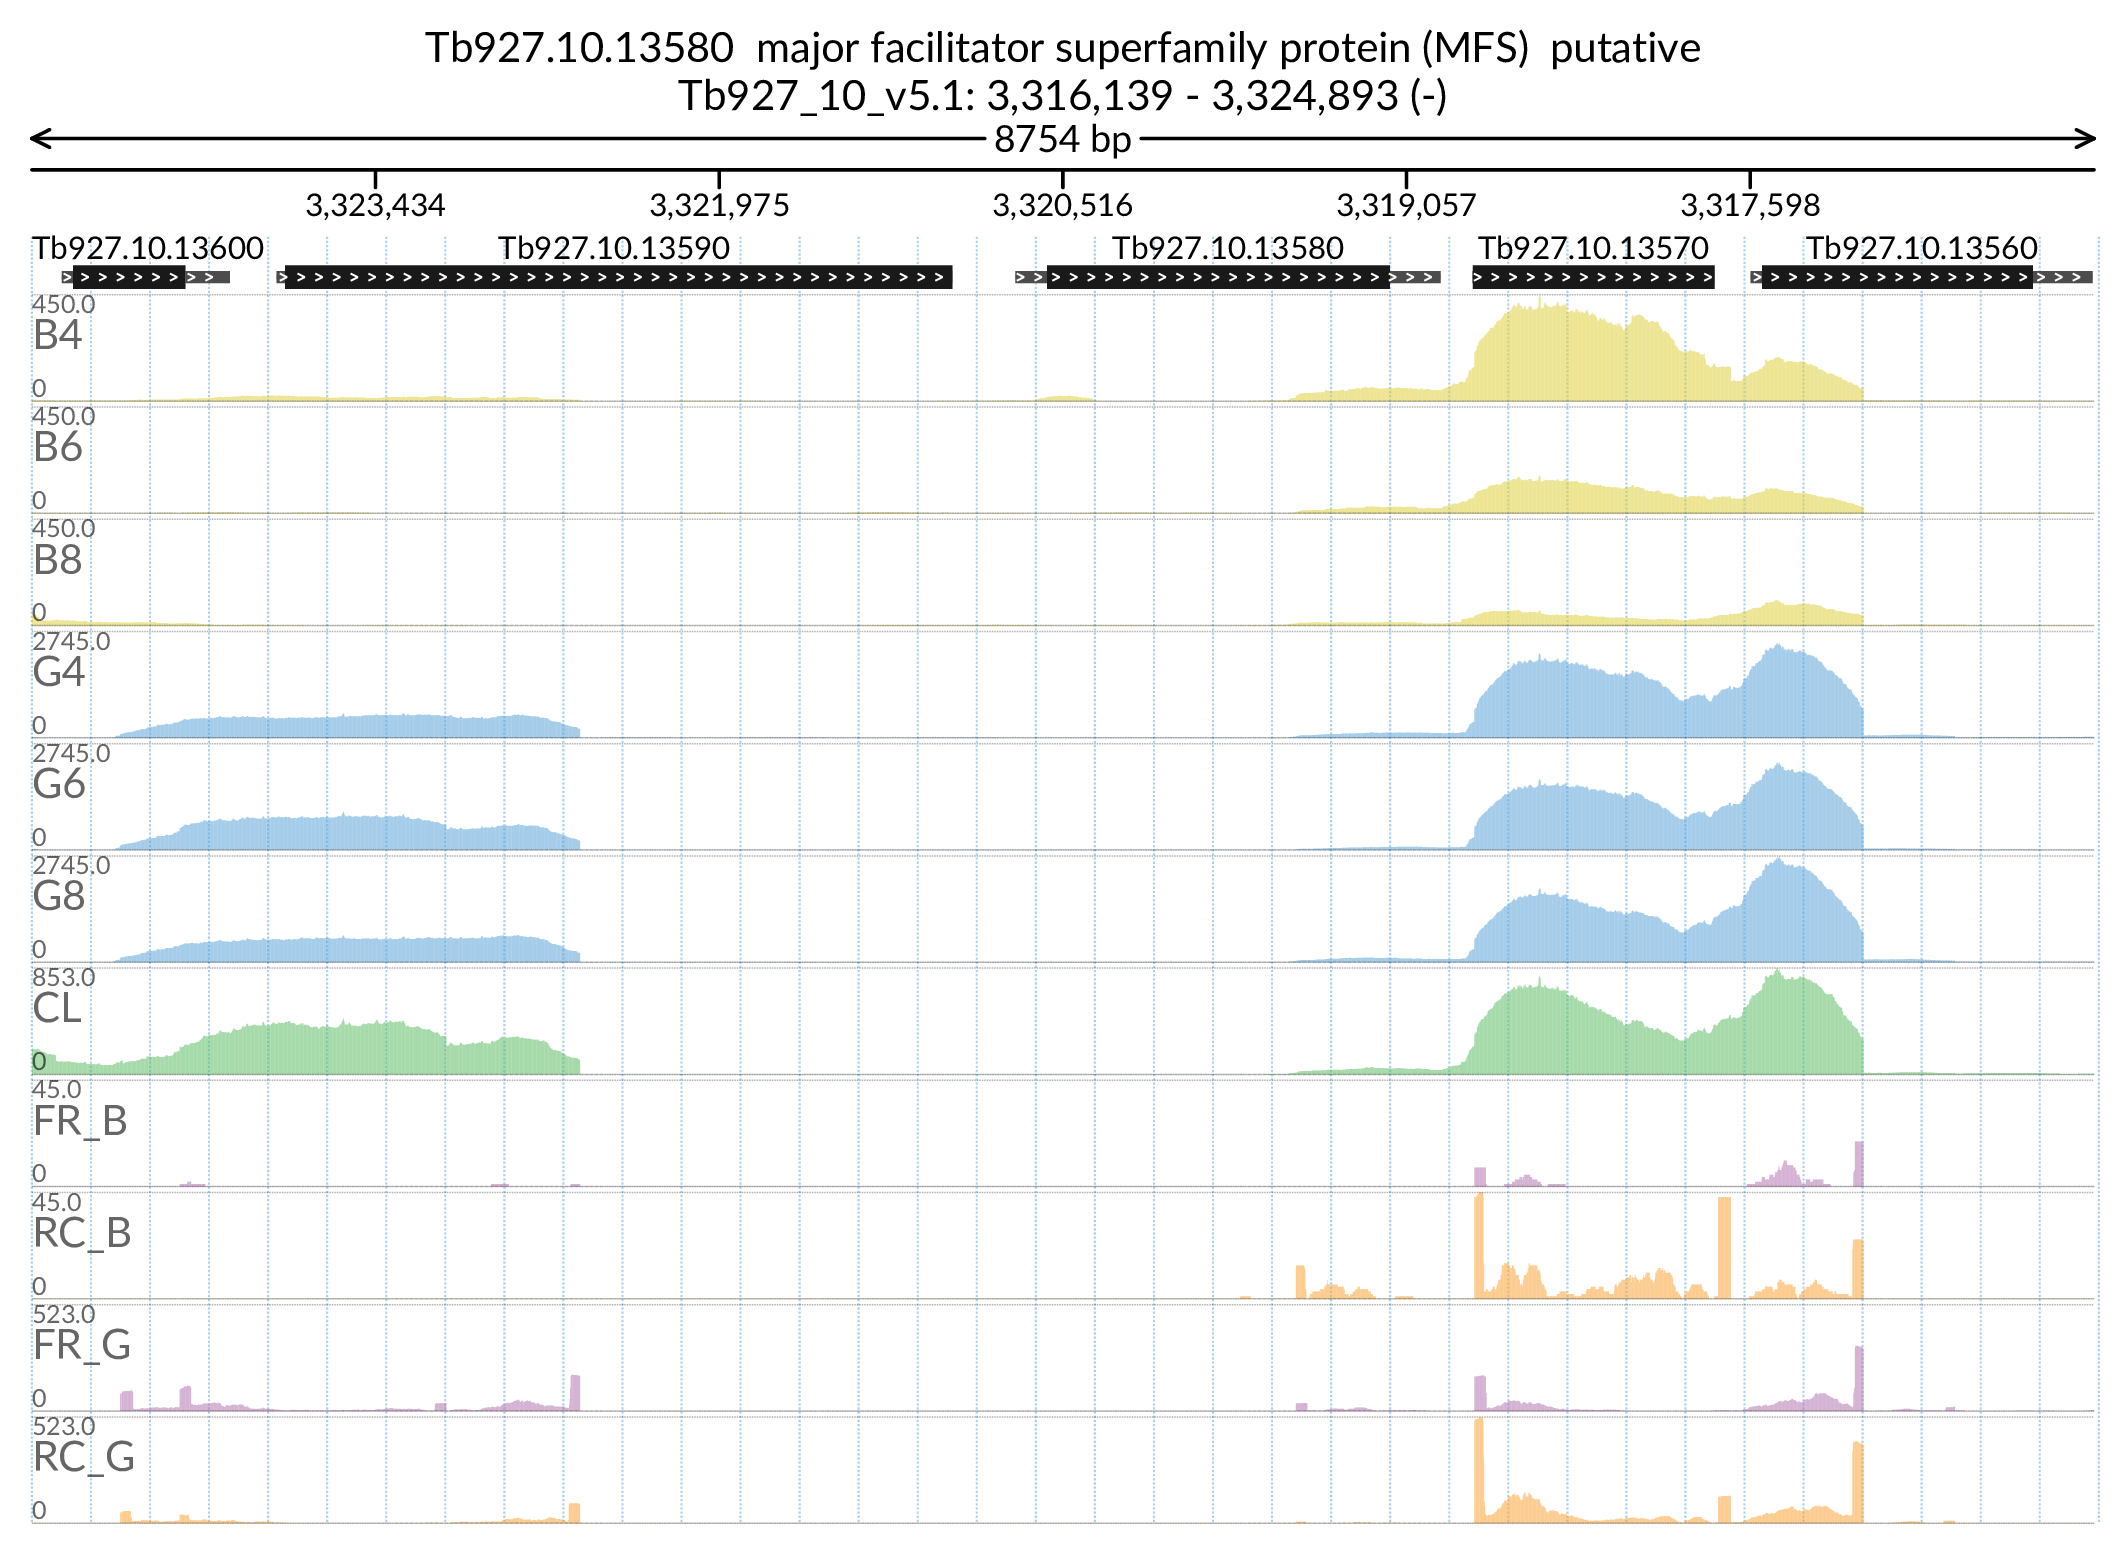 Tb927.10.13580  major facilitator superfamily protein (MFS)  putative
Tb927_10_v5.1: 3,316,139 - 3,324,893 (-)
8754 bp
3,323,434 3,321,975 3,320,516 3,319,057 3,317,598
Tb927.10.13600 Tb927.10.13590 Tb927.10.13580 Tb927.10.13570 Tb927.10.13560
450.0
B4
0
450.0
B6
0
450.0
B8
0
2745.0
G4
0
2745.0
G6
0
2745.0
G8
0
853.0
CL
0
45.0
FR_B
0
45.0
RC_B
0
523.0
FR_G
0
523.0
RC_G
0